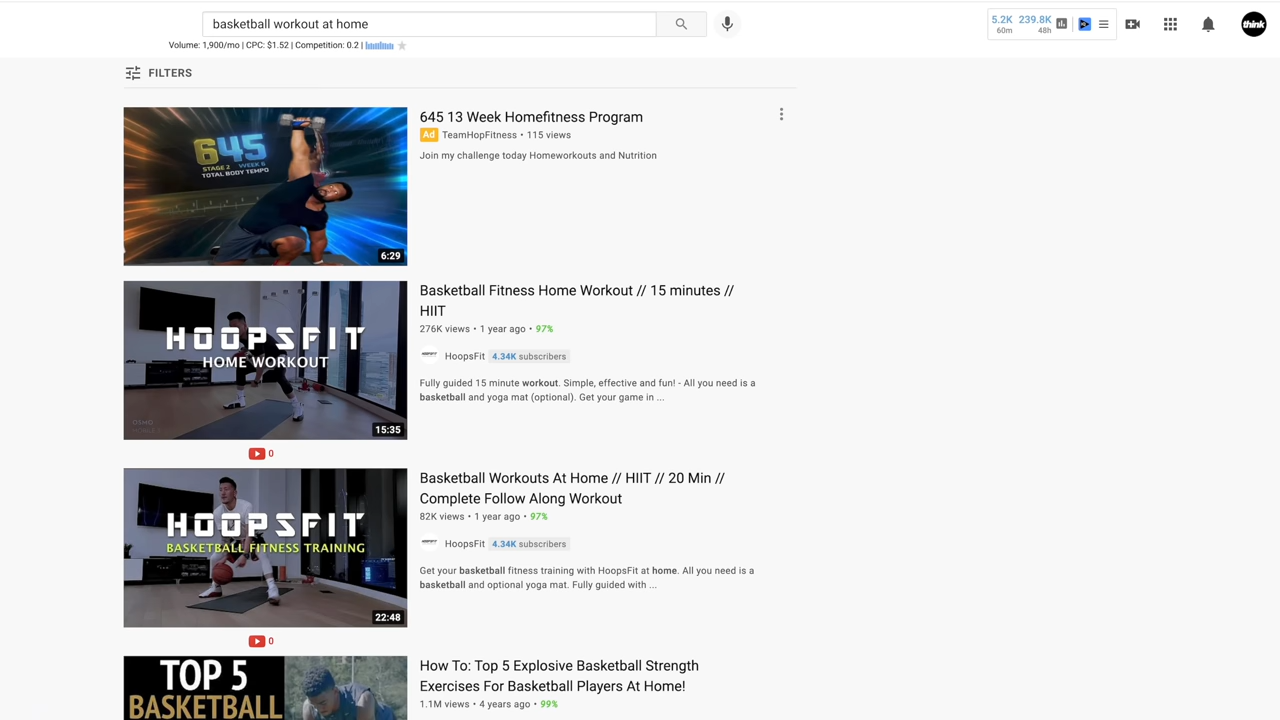 basketball workout at home
5.2K 239.8K
60m 48h
think
Volume: 1,900/mo | CPC: $1.52 | Competition: 0.2 |
FILTERS
645
STAGE 2 WEEK 6
TOTAL BODY TEMPO
6:29
645 13 Week Homefitness Program
Ad TeamHopFitness • 115 views
Join my challenge today Homeworkouts and Nutrition
HOOPSFIT
HOME WORKOUT
OSMO
MOBILE
15:35
0
Basketball Fitness Home Workout // 15 minutes //
HIIT
276K views • 1 year ago • 97%
HoopsFit 4.34K subscribers
Fully guided 15 minute workout. Simple, effective and fun! - All you need is a
basketball and yoga mat (optional). Get your game in ...
HOOPSFIT
BASKETBALL FITNESS TRAINING
22:48
0
Basketball Workouts At Home // HIIT // 20 Min //
Complete Follow Along Workout
82K views • 1 year ago • 97%
HoopsFit 4.34K subscribers
Get your basketball fitness training with HoopsFit at home. All you need is a
basketball and optional yoga mat. Fully guided with ...
TOP 5
BASKETBALL
How To: Top 5 Explosive Basketball Strength
Exercises For Basketball Players At Home!
1.1M views • 4 years ago • 99%